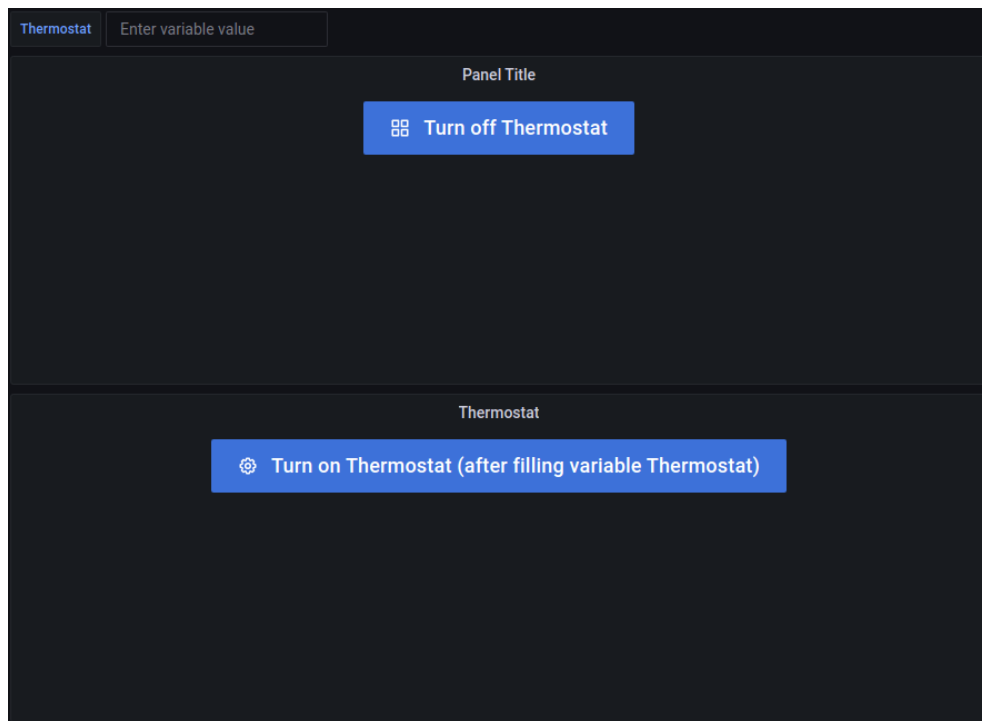 Thermostat Enter variable value
Panel Title
Turn off Thermostat
Thermostat
Turn on Thermostat (after filling variable Thermostat)